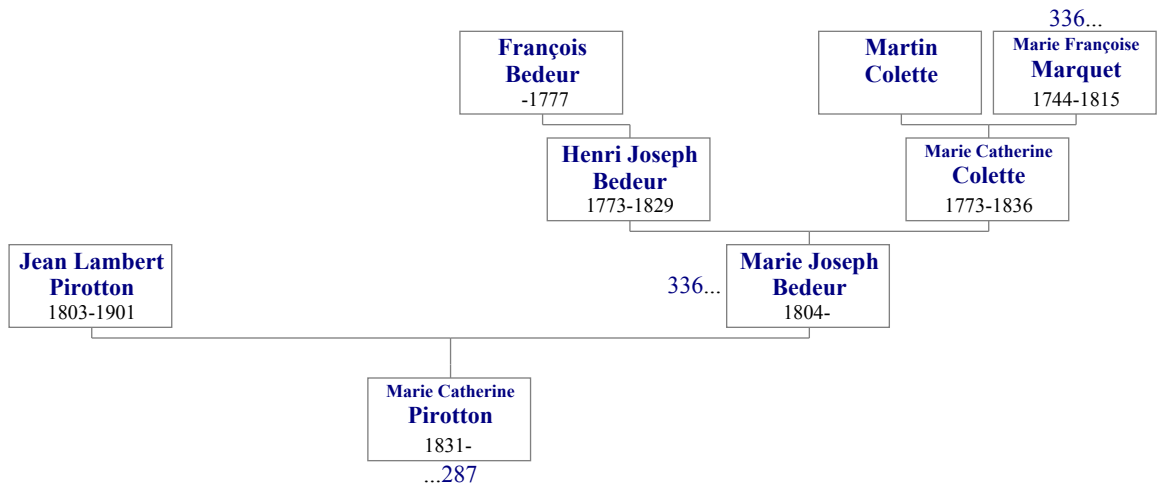 336...
François
Bedeur
-1777
Martin
Colette
Marie Françoise
Marquet
1744-1815
Henri Joseph
Bedeur
1773-1829
Marie Catherine
Colette
1773-1836
Jean Lambert
Pirotton
1803-1901
336...
Marie Joseph
Bedeur
1804-
Marie Catherine
Pirotton
1831-
...287